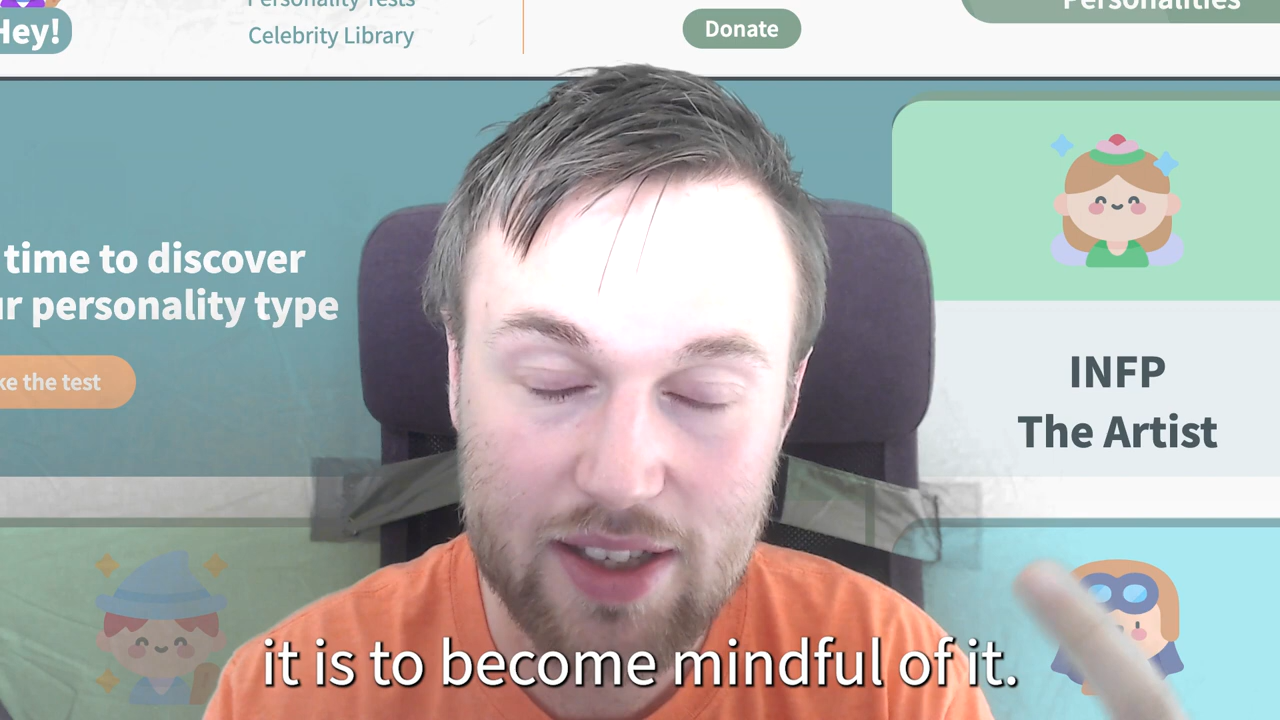 Personality Tests
Personalities
Hey!
Celebrity Library
Donate
time to discover
ur personality type
ke the test
INFP
The Artist
it is to become mindful of it.